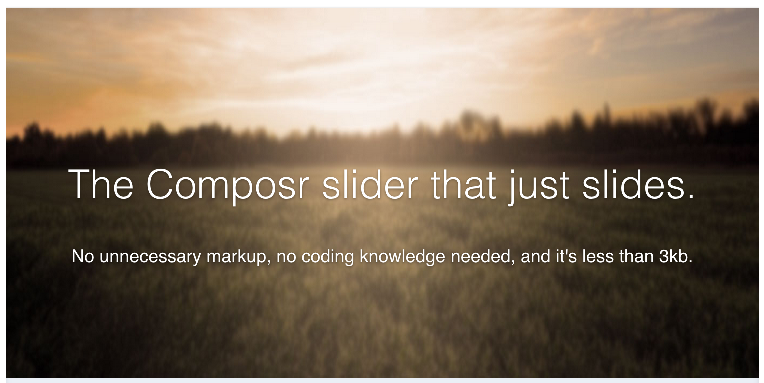 The Composr slider that just slides.
No unnecessary markup, no coding knowledge needed, and it's less than 3kb.